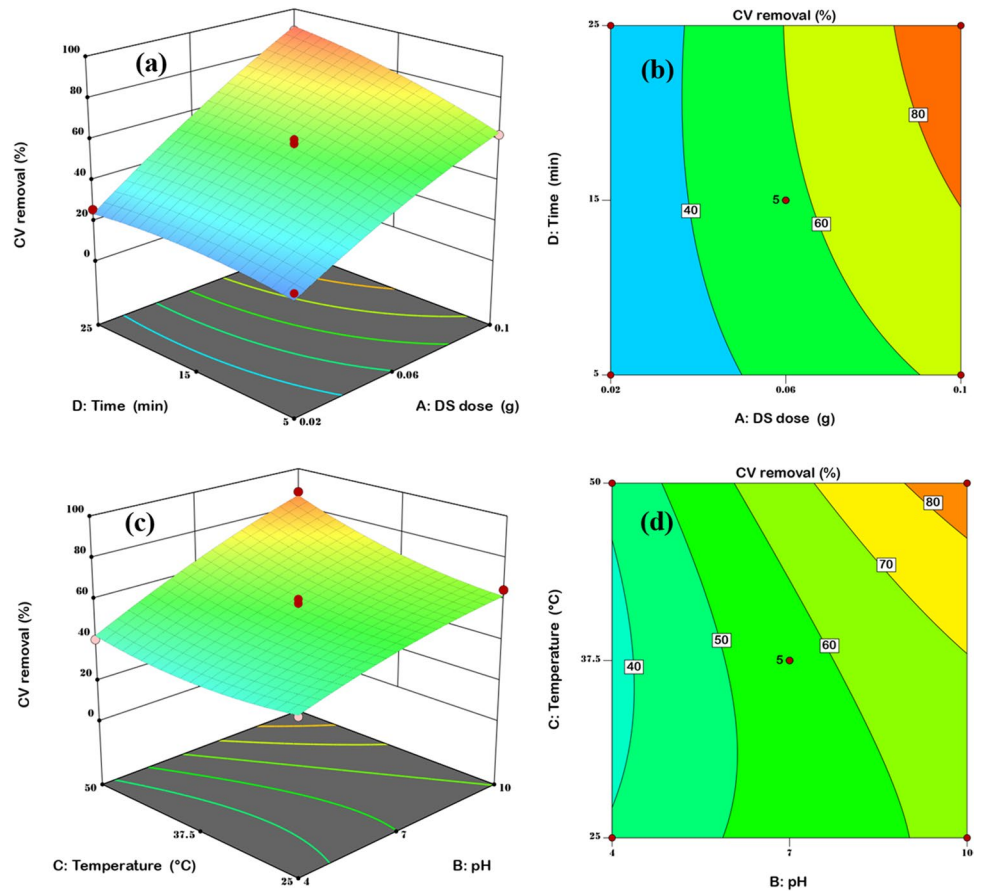 (a)
100
80
60
40
20
0
CV removal (%)
25
15
5
D: Time (min)
0.02
0.06
0.1
A: DS dose (g)
CV removal (%)
(b)
25
15
5
D: Time (min)
40
5
60
80
0.02
0.06
0.1
A: DS dose (g)
(c)
100
80
60
40
20
0
CV removal (%)
50
37.5
25
C: Temperature (°C)
4
7
10
B: pH
CV removal (%)
(d)
50
37.5
25
C: Temperature (°C)
80
70
40
50
5
60
4
7
10
B: pH